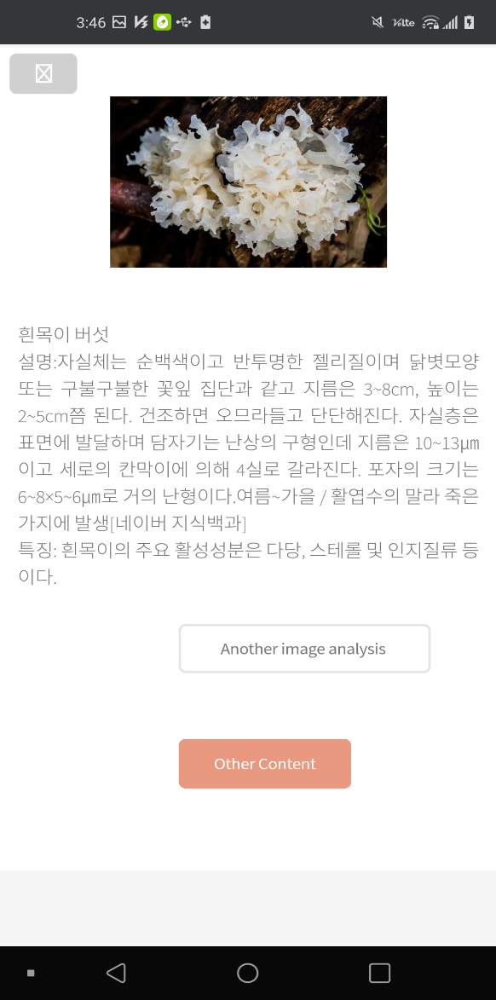 3:46
Volte
흰목이 버섯
설명:자실체는 순백색이고 반투명한 젤리질이며 닭볏모양
또는 구불구불한 꽃잎 집단과 같고 지름은 3~8cm, 높이는
2~5cm쯤 된다. 건조하면 오므라들고 단단해진다. 자실층은
표면에 발달하며 담자기는 난상의 구형인데 지름은 10~13μm
이고 세로의 칸막이에 의해 4실로 갈라진다. 포자의 크기는
6~8×5~6μm로 거의 난형이다.여름~가을 / 활엽수의 말라 죽은
가지에 발생[네이버 지식백과]
특징: 흰목이의 주요 활성성분은 다당, 스테롤 및 인지질류 등
이다.
Another image analysis
Other Content